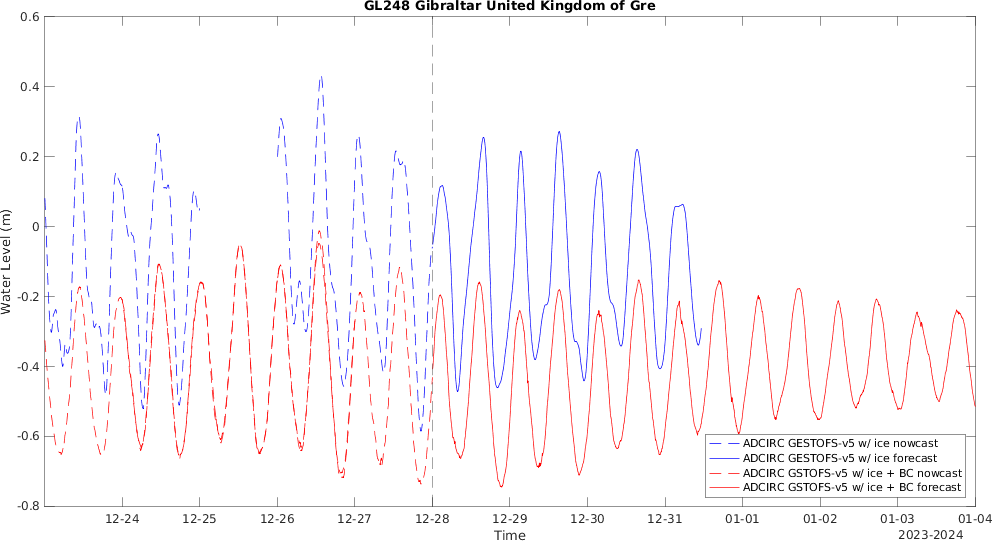 GL248 Gibraltar United Kingdom of Gre
0.6
0.4
0.2
0
-0.2
-0.4
-0.6
-0.8
Water Level (m)
ADCIRC GESTOFS-v5 w/ ice nowcast
ADCIRC GESTOFS-v5 w/ ice forecast
ADCIRC GSTOFS-v5 w/ ice + BC nowcast
ADCIRC GSTOFS-v5 w/ ice + BC forecast
12-24 12-25 12-26 12-27 12-28 12-29 12-30 12-31 01-01 01-02 01-03 01-04
Time
2023-2024